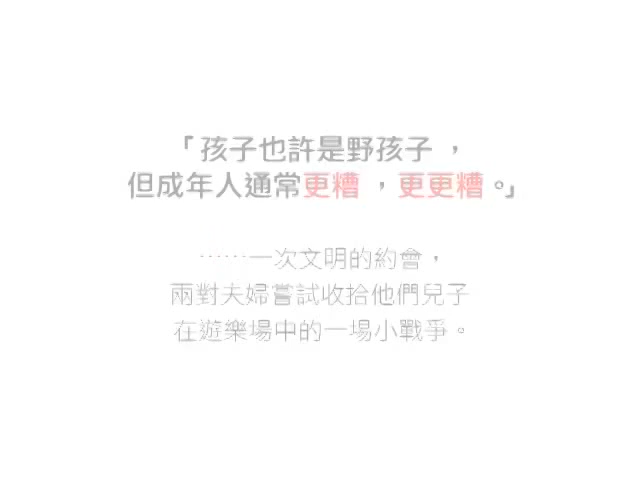 「孩子也許是野孩子，
但成年人通常更糟，更更糟。」
……一次文明的約會，
兩對夫婦嘗試收拾他們兒子
在遊樂場中的一場小戰爭。